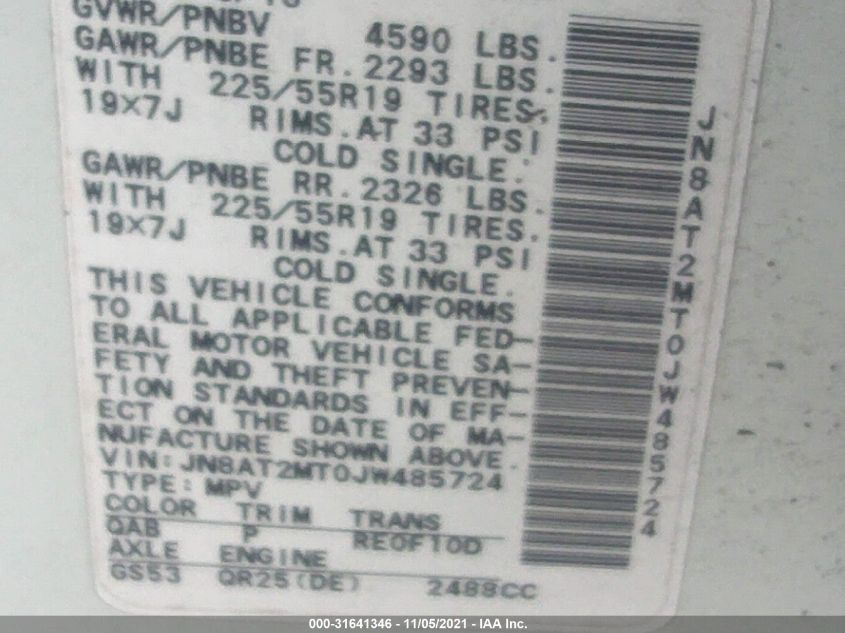 GVWR/PNBV 4590 LBS.
GAWR/PNBE FR. 2293 LBS.
WITH 225/55R19 TIRES,
19X7J RIMS. AT 33 PSI
COLD SINGLE.
GAWR/PNBE RR. 2326 LBS.
WITH 225/55R19 TIRES.
19X7J RIMS. AT 33 PSI
COLD SINGLE.
THIS VEHICLE CONFORMS
TO ALL APPLICABLE FED-
ERAL MOTOR VEHICLE SA-
FETY AND THEFT PREVEN-
TION STANDARDS IN EFF-
ECT ON THE DATE OF MA-
NUFACTURE SHOWN ABOVE.
VIN: JN8AT2MT0JW485724
TYPE: MPV
COLOR TRIM TRANS
QAB P RE0F10D
AXLE ENGINE
GS53 QR25(DE) 2488CC
JN8AT2MT0JW485724
000-31641346 - 11/05/2021 - IAA Inc.